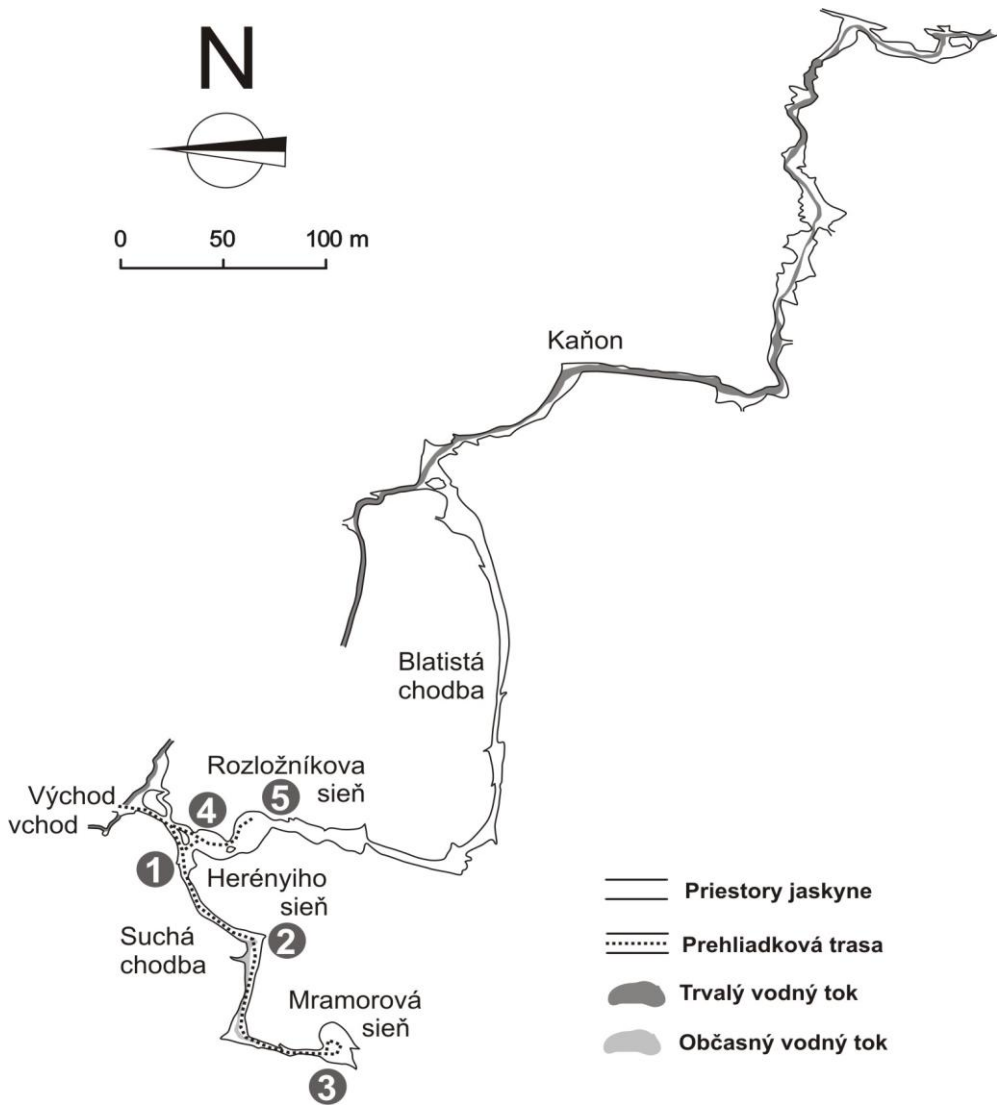 N
0 50 100 m
Kaňon
Blatistá
chodba
Rozložníkova
sieň
5
4
Východ
vchod
1
Herényiho
sieň
2
Suchá
chodba
Mramorová
sieň
3
Priestory jaskyne
Prehliadková trasa
Trvalý vodný tok
Občasný vodný tok